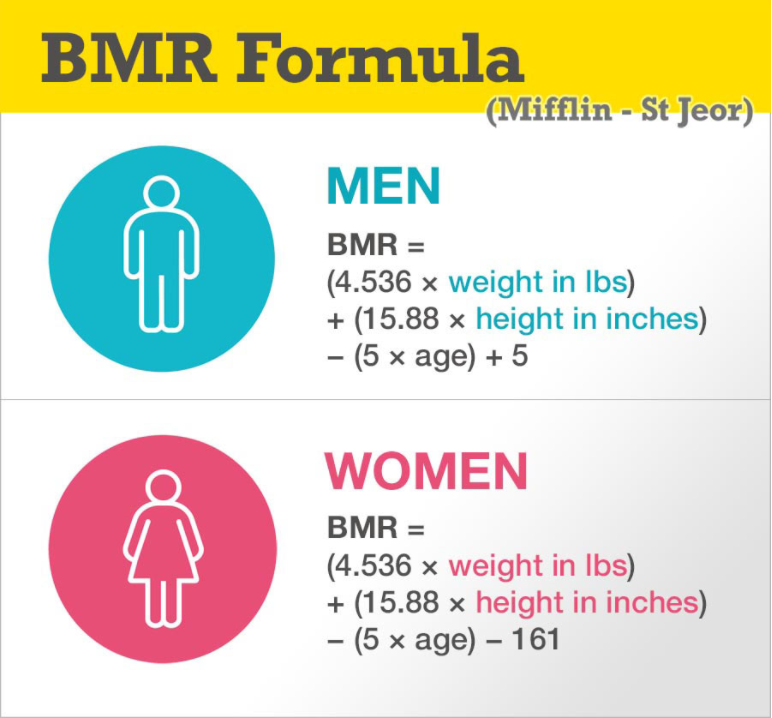 BMR Formula
(Mifflin - St Jeor)
MEN
BMR =
(4.536 × weight in lbs)
+ (15.88 × height in inches)
− (5 × age) + 5
WOMEN
BMR =
(4.536 × weight in lbs)
+ (15.88 × height in inches)
− (5 × age) − 161